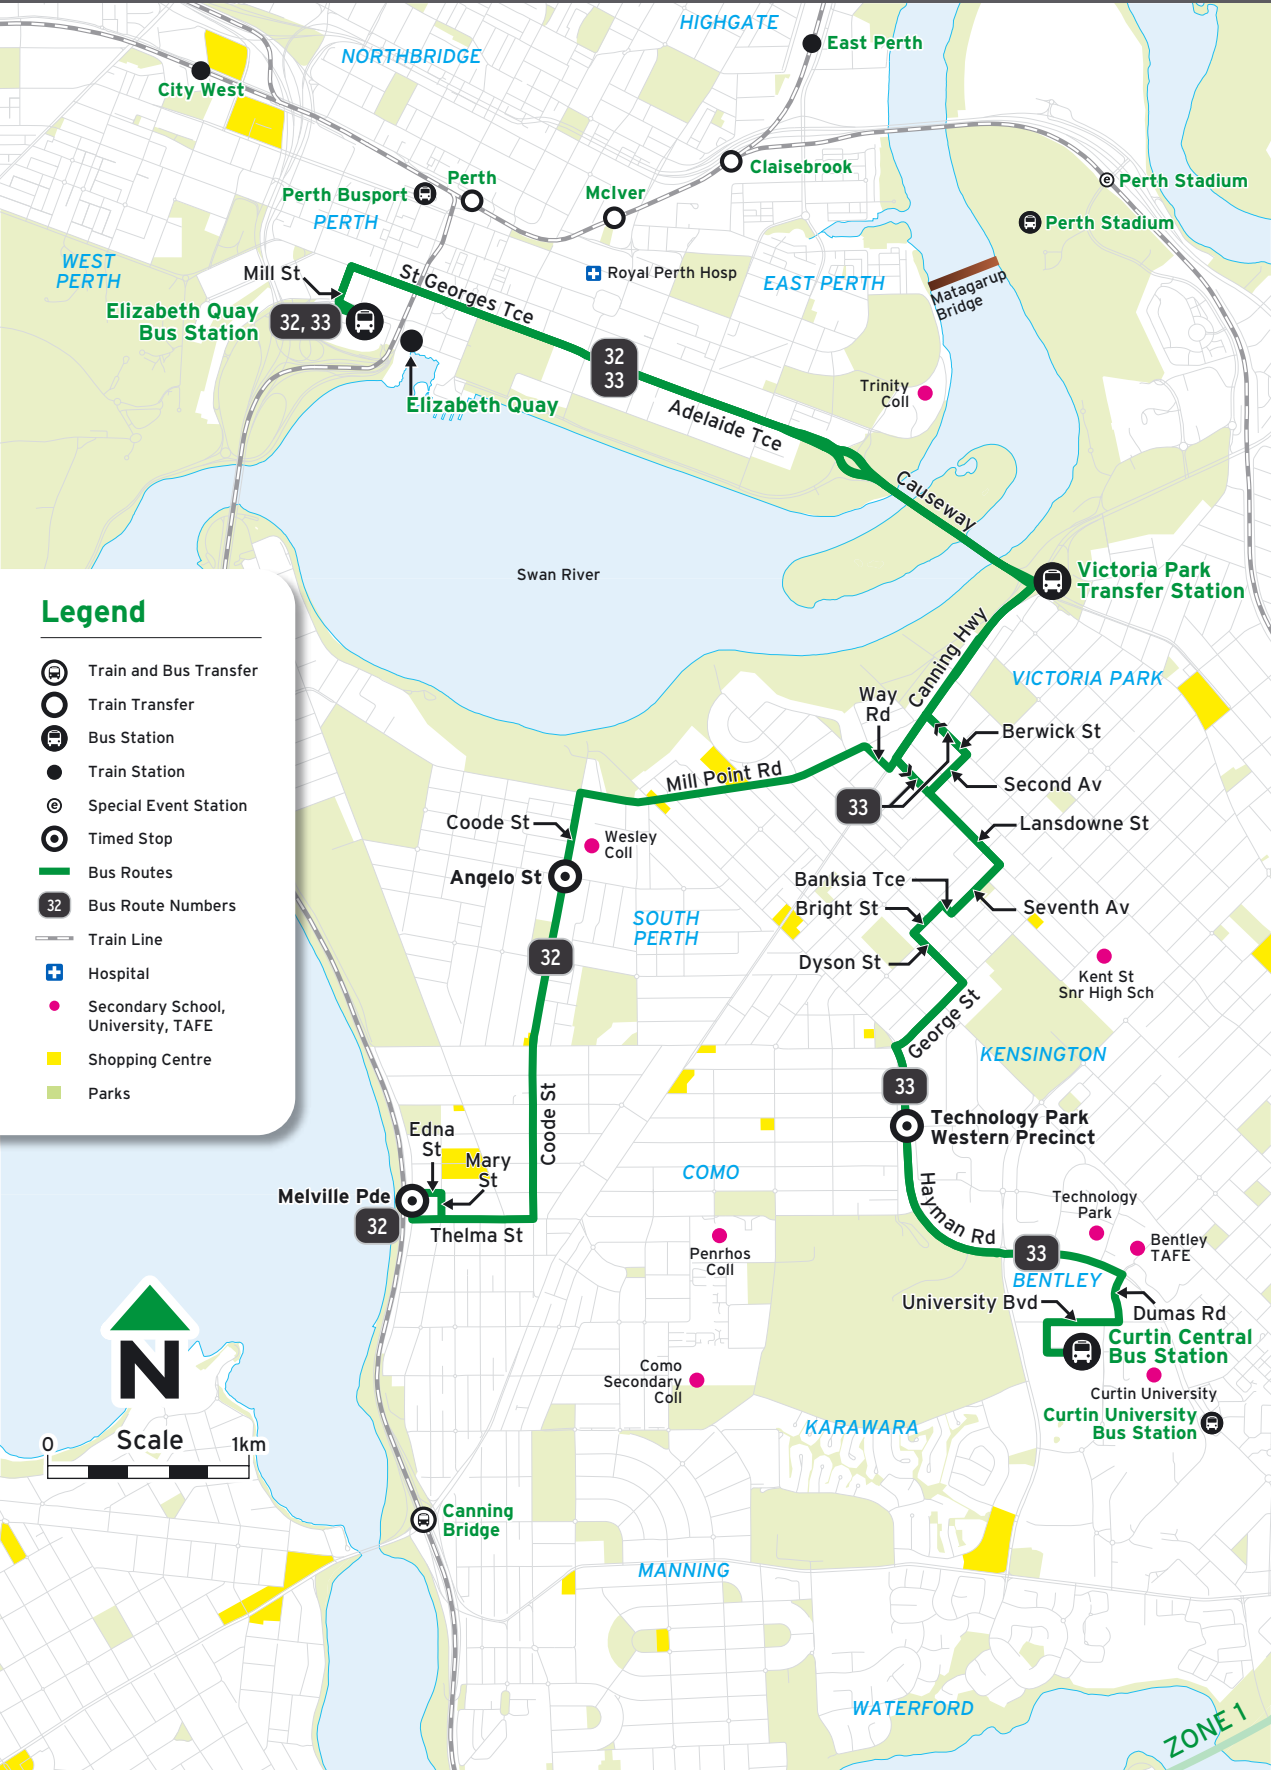 HIGHGATE
East Perth
NORTHBRIDGE
City West
Claisebrook
Perth Stadium
Perth
McIver
Perth Busport
PERTH
Perth Stadium
WEST
PERTH
Mill St
St Georges Tce
Royal Perth Hosp
EAST PERTH
Matagarup
Bridge
Elizabeth Quay
Bus Station
32, 33
32
33
Trinity
Coll
Elizabeth Quay
Adelaide Tce
Causeway
Swan River
Victoria Park
Transfer Station
Legend
Train and Bus Transfer
Train Transfer
Bus Station
Train Station
e
Special Event Station
Timed Stop
Bus Routes
32
Bus Route Numbers
Train Line
Hospital
Secondary School,
University, TAFE
Shopping Centre
Parks
Canning Hwy
VICTORIA PARK
Way
Rd
Berwick St
Mill Point Rd
Second Av
33
Coode St
Lansdowne St
Wesley
Coll
Angelo St
Banksia Tce
Bright St
Seventh Av
SOUTH
PERTH
32
Dyson St
Kent St
Snr High Sch
George St
KENSINGTON
33
Coode St
Technology Park
Western Precinct
Edna
St
Mary
St
COMO
Melville Pde
32
Thelma St
Hayman Rd
Technology
Park
Bentley
TAFE
Penrhos
Coll
33
BENTLEY
University Bvd
Dumas Rd
Curtin Central
Bus Station
Como
Secondary
Coll
Curtin University
Curtin University
Bus Station
KARAWARA
N
Scale
0
1km
Canning
Bridge
MANNING
WATERFORD
ZONE 1
e